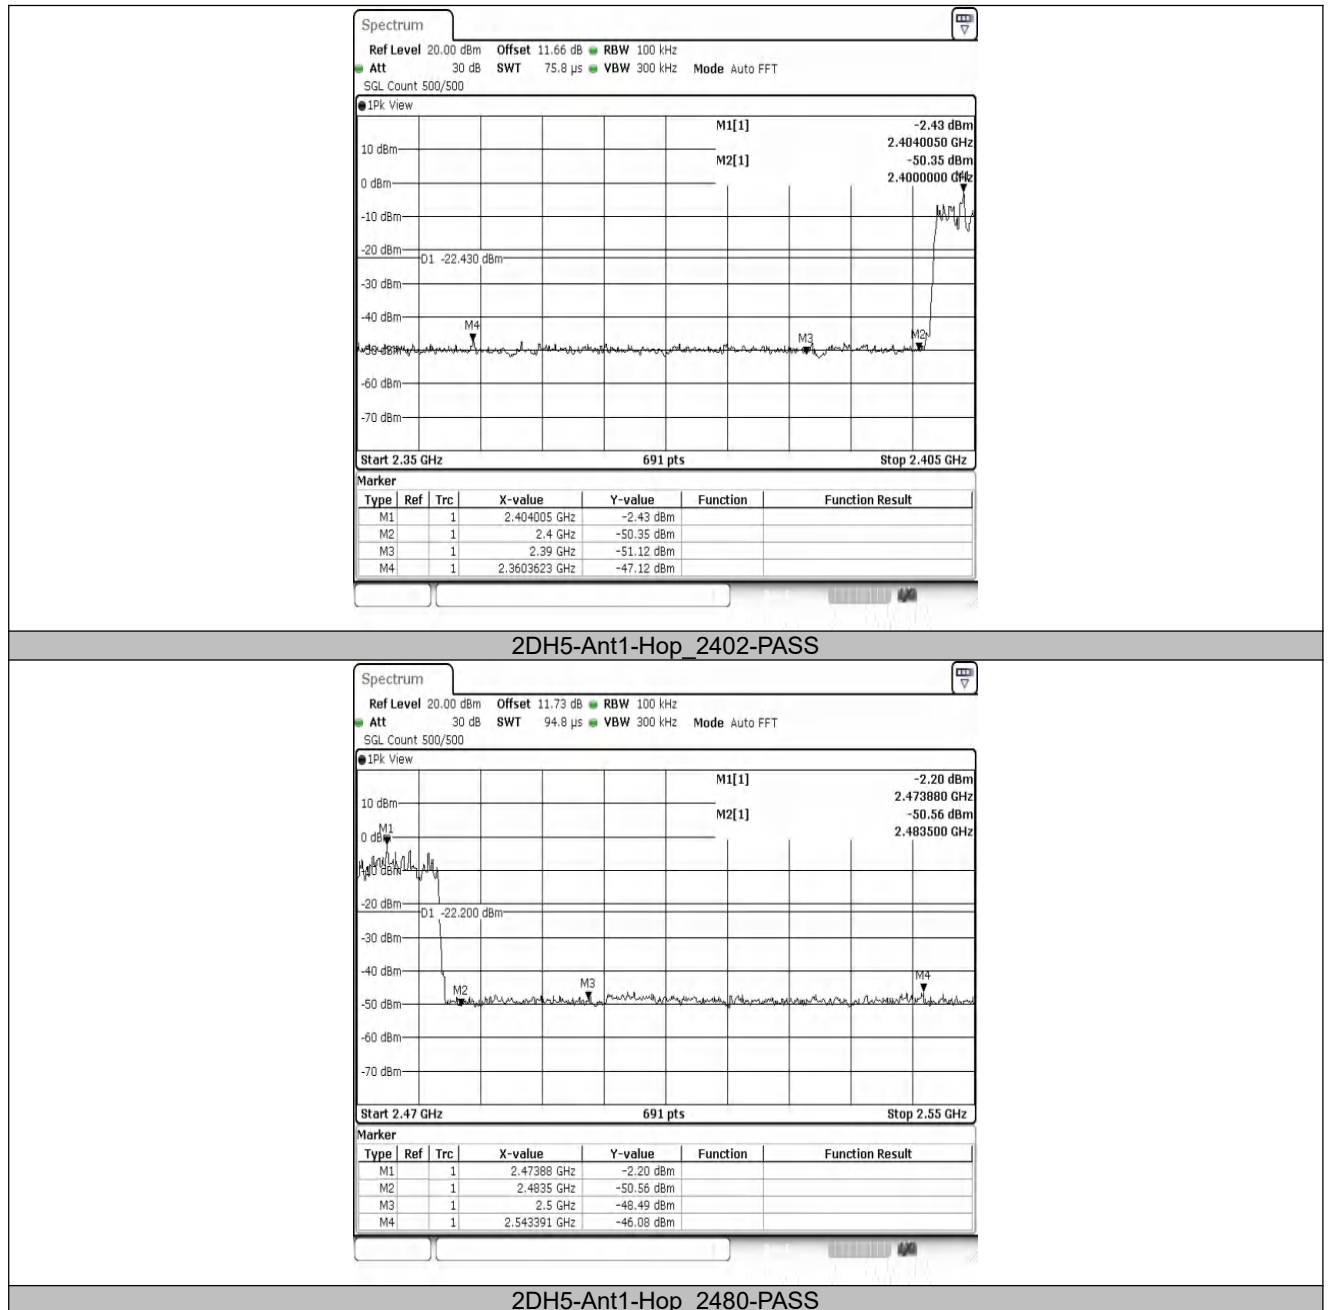 Spectrum
Ref Level 20.00 dBm Offset 11.66 dB RBW 100 kHz
Att 30 dB SWT 75.8 µs VBW 300 kHz Mode Auto FFT
SGL Count 500/500
1Pk View
M1[1] -2.43 dBm
2.4040050 GHz
10 dBm
M2[1] -50.35 dBm
2.4000000 GHz
M1
0 dBm
-10 dBm
-20 dBm
D1 -22.430 dBm
-30 dBm
-40 dBm
M4
M3
M2
-50 dBm
-60 dBm
-70 dBm
Start 2.35 GHz 691 pts Stop 2.405 GHz
Marker
Type Ref Trc X-value Y-value Function Function Result
M1 1 2.404005 GHz -2.43 dBm
M2 1 2.4 GHz -50.35 dBm
M3 1 2.39 GHz -51.12 dBm
M4 1 2.3603623 GHz -47.12 dBm
2DH5-Ant1-Hop_2402-PASS
Spectrum
Ref Level 20.00 dBm Offset 11.73 dB RBW 100 kHz
Att 30 dB SWT 94.8 µs VBW 300 kHz Mode Auto FFT
SGL Count 500/500
1Pk View
M1[1] -2.20 dBm
2.473880 GHz
10 dBm
M2[1] -50.56 dBm
2.483500 GHz
M1
0 dBm
-10 dBm
-20 dBm
D1 -22.200 dBm
-30 dBm
-40 dBm
M4
M3
M2
-50 dBm
-60 dBm
-70 dBm
Start 2.47 GHz 691 pts Stop 2.55 GHz
Marker
Type Ref Trc X-value Y-value Function Function Result
M1 1 2.47388 GHz -2.20 dBm
M2 1 2.4835 GHz -50.56 dBm
M3 1 2.5 GHz -48.49 dBm
M4 1 2.543391 GHz -46.08 dBm
2DH5-Ant1-Hop_2480-PASS